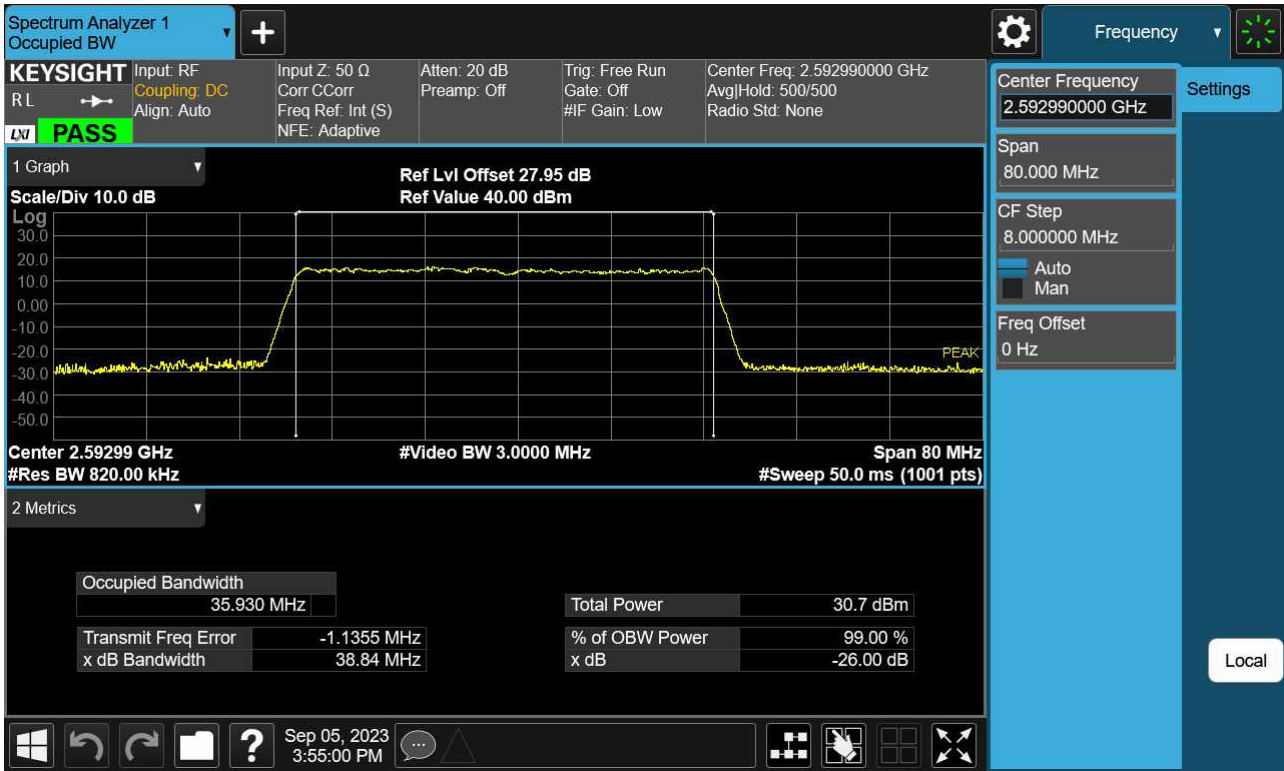 Spectrum Analyzer 1
Occupied BW
+
Frequency
KEYSIGHT
R L
LXI
PASS
Input: RF
Coupling: DC
Align: Auto
Input Z: 50 Ω
Corr CCorr
Freq Ref: Int (S)
NFE: Adaptive
Atten: 20 dB
Preamp: Off
Trig: Free Run
Gate: Off
#IF Gain: Low
Center Freq: 2.592990000 GHz
Avg|Hold: 500/500
Radio Std: None
Center Frequency
2.592990000 GHz
Settings
Span
80.000 MHz
CF Step
8.000000 MHz
Auto
Man
Freq Offset
0 Hz
1 Graph
Scale/Div 10.0 dB
Ref Lvl Offset 27.95 dB
Ref Value 40.00 dBm
Log
30.0
20.0
10.0
0.00
-10.0
-20.0
-30.0
-40.0
-50.0
PEAK
Center 2.59299 GHz
#Video BW 3.0000 MHz
Span 80 MHz
#Res BW 820.00 kHz
#Sweep 50.0 ms (1001 pts)
2 Metrics
Occupied Bandwidth
35.930 MHz
Total Power 30.7 dBm
Transmit Freq Error -1.1355 MHz
% of OBW Power 99.00 %
x dB Bandwidth 38.84 MHz
x dB -26.00 dB
Local
?
Sep 05, 2023
3:55:00 PM